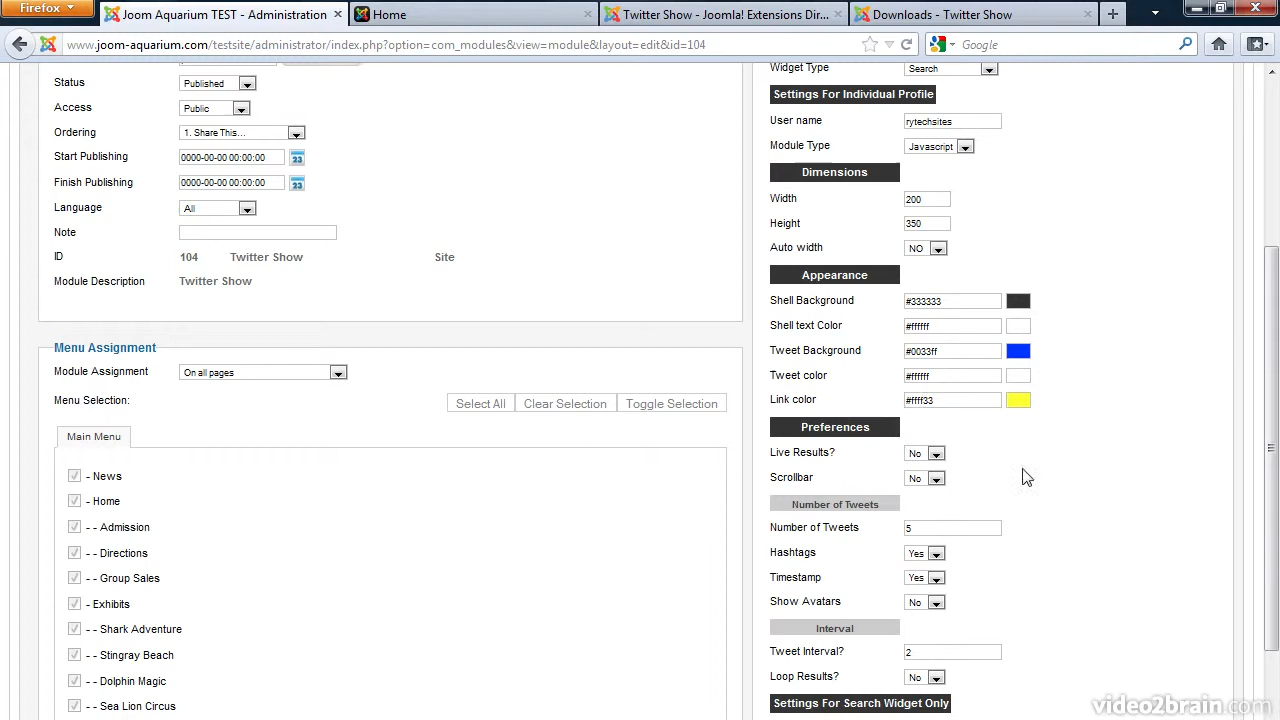 Firefox
Joom Aquarium TEST - Administration
Home
Twitter Show - Joomla! Extensions Dir...
Downloads - Twitter Show
www.joom-aquarium.com/testsite/administrator/index.php?option=com_modules&view=module&layout=edit&id=104
Google
Status
Published
Access
Public
Ordering
1. Share This...
Start Publishing
0000-00-00 00:00:00
23
Finish Publishing
0000-00-00 00:00:00
23
Language
All
Note
ID
104
Twitter Show
Site
Module Description
Twitter Show
Menu Assignment
Module Assignment
On all pages
Menu Selection:
Select All
Clear Selection
Toggle Selection
Main Menu
- News
- Home
- - Admission
- - Directions
- - Group Sales
- Exhibits
- - Shark Adventure
- - Stingray Beach
- - Dolphin Magic
- - Sea Lion Circus
Widget Type
Search
Settings For Individual Profile
User name
rytechsites
Module Type
Javascript
Dimensions
Width
200
Height
350
Auto width
NO
Appearance
Shell Background
#333333
Shell text Color
#ffffff
Tweet Background
#0033ff
Tweet color
#ffffff
Link color
#ffff33
Preferences
Live Results?
No
Scrollbar
No
Number of Tweets
Number of Tweets
5
Hashtags
Yes
Timestamp
Yes
Show Avatars
No
Interval
Tweet Interval?
2
Loop Results?
No
Settings For Search Widget Only
video2brain.com